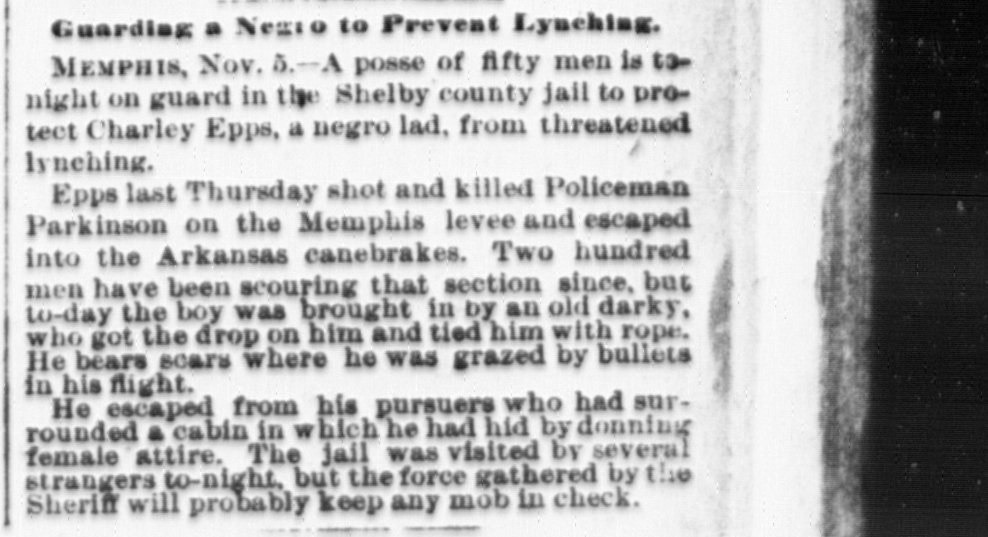 Guarding a Negro to Prevent Lynching.
MEMPHIS, Nov. 5.—A posse of fifty men is to-
night on guard in the Shelby county jail to pro-
tect Charley Epps, a negro lad, from threatened
lynching.
Epps last Thursday shot and killed Policeman
Parkinson on the Memphis levee and escaped
into the Arkansas canebrakes. Two hundred
men have been scouring that section since, but
to-day the boy was brought in by an old darky,
who got the drop on him and tied him with rope.
He bears scars where he was grazed by bullets
in his flight.
He escaped from his pursuers who had sur-
rounded a cabin in which he had hid by donning
female attire. The jail was visited by several
strangers to-night, but the force gathered by the
Sheriff will probably keep any mob in check.